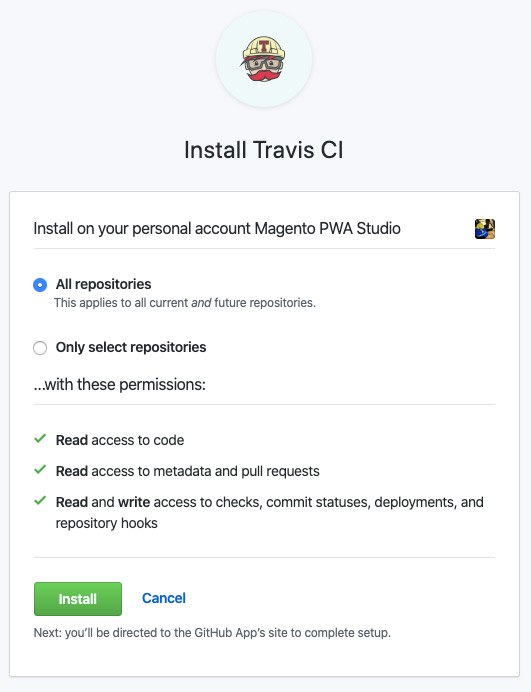 T
Install Travis CI
Install on your personal account Magento PWA Studio
All repositories
This applies to all current and future repositories.
Only select repositories
...with these permissions:
Read access to code
Read access to metadata and pull requests
Read and write access to checks, commit statuses, deployments, and
repository hooks
Install Cancel
Next: you'll be directed to the GitHub App's site to complete setup.